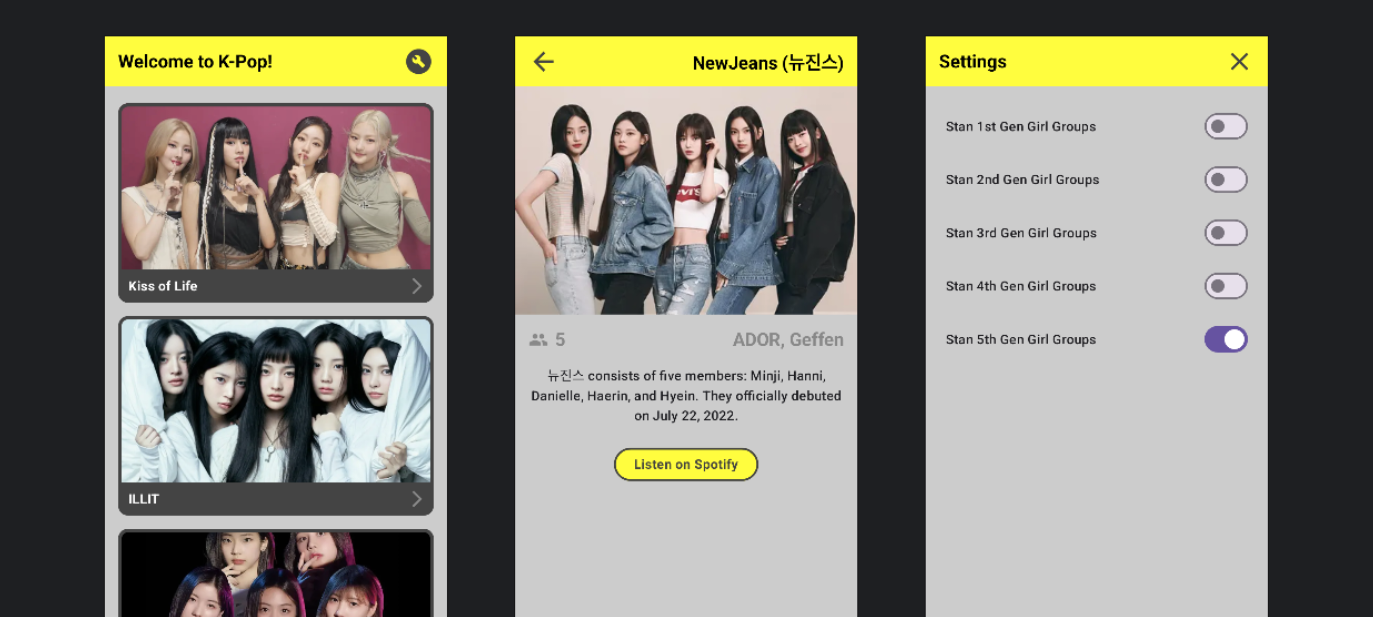 Welcome to K-Pop!
Kiss of Life
ILLIT
NewJeans (뉴진스)
5
ADOR, Geffen
뉴진스 consists of five members: Minji, Hanni,
Danielle, Haerin, and Hyein. They officially debuted
on July 22, 2022.
Listen on Spotify
Settings
Stan 1st Gen Girl Groups
Stan 2nd Gen Girl Groups
Stan 3rd Gen Girl Groups
Stan 4th Gen Girl Groups
Stan 5th Gen Girl Groups